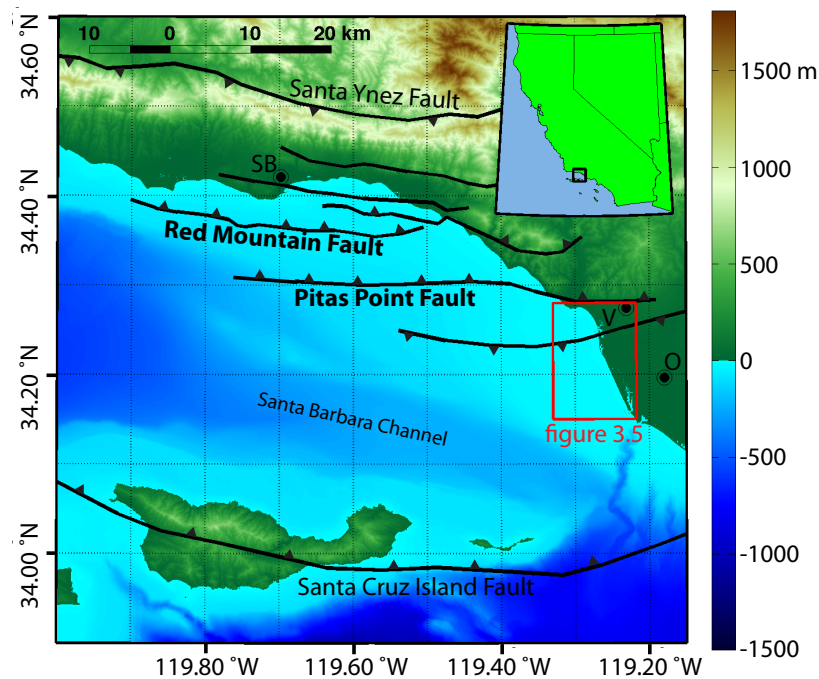 10 0 10 20 km
34.60 °N
34.40 °N
34.20 °N
34.00 °N
Santa Ynez Fault
SB
Red Mountain Fault
Pitas Point Fault
V
O
Santa Barbara Channel
figure 3.5
Santa Cruz Island Fault
119.80 °W 119.60 °W 119.40 °W 119.20 °W
1500 m
1000
500
0
-500
-1000
-1500